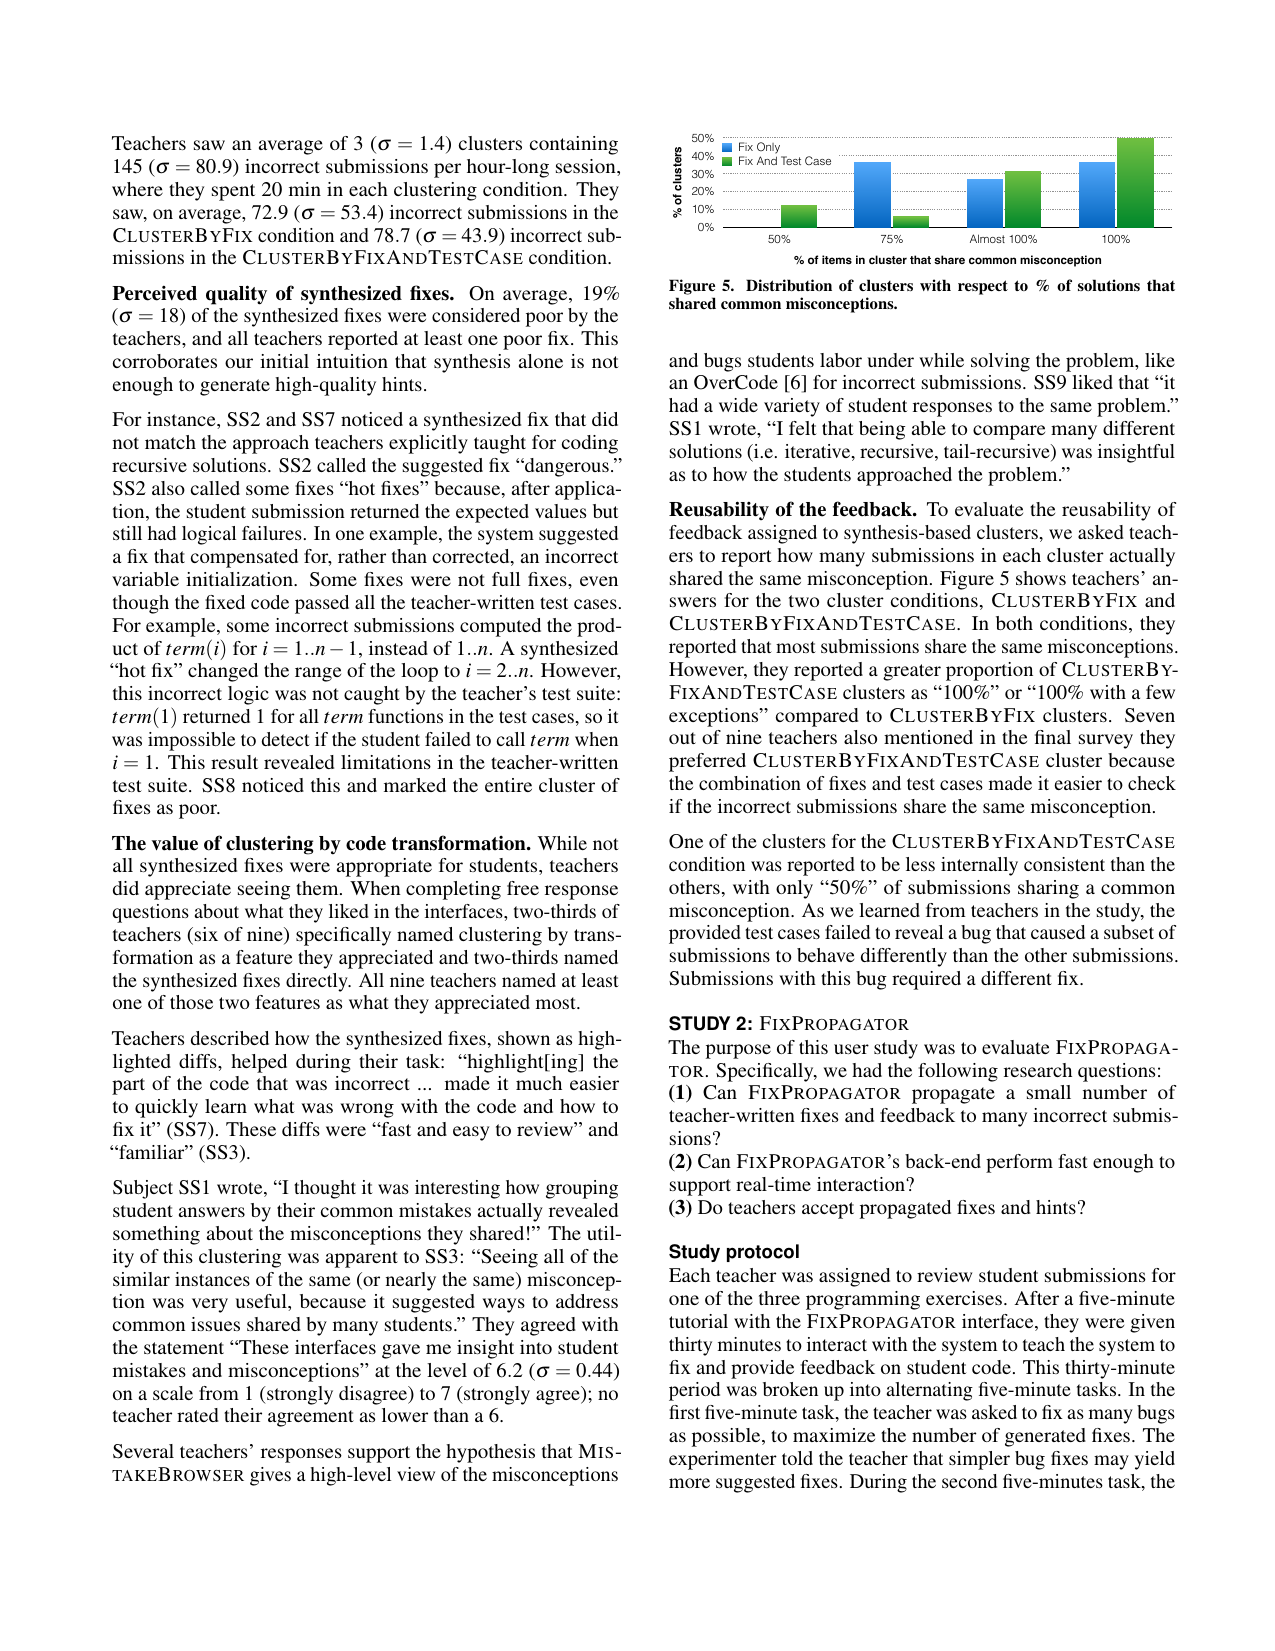 Teachers saw an average of 3 (σ = 1.4) clusters containing
145 (σ = 80.9) incorrect submissions per hour-long session,
where they spent 20 min in each clustering condition. They
saw, on average, 72.9 (σ = 53.4) incorrect submissions in the
CLUSTERBYFIX condition and 78.7 (σ = 43.9) incorrect sub-
missions in the CLUSTERBYFIXANDTESTCASE condition.
Perceived quality of synthesized fixes. On average, 19%
(σ = 18) of the synthesized fixes were considered poor by the
teachers, and all teachers reported at least one poor fix. This
corroborates our initial intuition that synthesis alone is not
enough to generate high-quality hints.
For instance, SS2 and SS7 noticed a synthesized fix that did
not match the approach teachers explicitly taught for coding
recursive solutions. SS2 called the suggested fix “dangerous.”
SS2 also called some fixes “hot fixes” because, after applica-
tion, the student submission returned the expected values but
still had logical failures. In one example, the system suggested
a fix that compensated for, rather than corrected, an incorrect
variable initialization. Some fixes were not full fixes, even
though the fixed code passed all the teacher-written test cases.
For example, some incorrect submissions computed the prod-
uct of term(i) for i = 1..n − 1, instead of 1..n. A synthesized
“hot fix” changed the range of the loop to i = 2..n. However,
this incorrect logic was not caught by the teacher’s test suite:
term(1) returned 1 for all term functions in the test cases, so it
was impossible to detect if the student failed to call term when
i = 1. This result revealed limitations in the teacher-written
test suite. SS8 noticed this and marked the entire cluster of
fixes as poor.
The value of clustering by code transformation. While not
all synthesized fixes were appropriate for students, teachers
did appreciate seeing them. When completing free response
questions about what they liked in the interfaces, two-thirds of
teachers (six of nine) specifically named clustering by trans-
formation as a feature they appreciated and two-thirds named
the synthesized fixes directly. All nine teachers named at least
one of those two features as what they appreciated most.
Teachers described how the synthesized fixes, shown as high-
lighted diffs, helped during their task: “highlight[ing] the
part of the code that was incorrect ... made it much easier
to quickly learn what was wrong with the code and how to
fix it” (SS7). These diffs were “fast and easy to review” and
“familiar” (SS3).
Subject SS1 wrote, “I thought it was interesting how grouping
student answers by their common mistakes actually revealed
something about the misconceptions they shared!” The util-
ity of this clustering was apparent to SS3: “Seeing all of the
similar instances of the same (or nearly the same) misconcep-
tion was very useful, because it suggested ways to address
common issues shared by many students.” They agreed with
the statement “These interfaces gave me insight into student
mistakes and misconceptions” at the level of 6.2 (σ = 0.44)
on a scale from 1 (strongly disagree) to 7 (strongly agree); no
teacher rated their agreement as lower than a 6.
Several teachers’ responses support the hypothesis that MIS-
TAKEBROWSER gives a high-level view of the misconceptions
50%
40%
30%
20%
10%
0%
% of clusters
Fix Only
Fix And Test Case
50% 75% Almost 100% 100%
% of items in cluster that share common misconception
Figure 5. Distribution of clusters with respect to % of solutions that
shared common misconceptions.
and bugs students labor under while solving the problem, like
an OverCode [6] for incorrect submissions. SS9 liked that “it
had a wide variety of student responses to the same problem.”
SS1 wrote, “I felt that being able to compare many different
solutions (i.e. iterative, recursive, tail-recursive) was insightful
as to how the students approached the problem.”
Reusability of the feedback. To evaluate the reusability of
feedback assigned to synthesis-based clusters, we asked teach-
ers to report how many submissions in each cluster actually
shared the same misconception. Figure 5 shows teachers’ an-
swers for the two cluster conditions, CLUSTERBYFIX and
CLUSTERBYFIXANDTESTCASE. In both conditions, they
reported that most submissions share the same misconceptions.
However, they reported a greater proportion of CLUSTERBY-
FIXANDTESTCASE clusters as “100%” or “100% with a few
exceptions” compared to CLUSTERBYFIX clusters. Seven
out of nine teachers also mentioned in the final survey they
preferred CLUSTERBYFIXANDTESTCASE cluster because
the combination of fixes and test cases made it easier to check
if the incorrect submissions share the same misconception.
One of the clusters for the CLUSTERBYFIXANDTESTCASE
condition was reported to be less internally consistent than the
others, with only “50%” of submissions sharing a common
misconception. As we learned from teachers in the study, the
provided test cases failed to reveal a bug that caused a subset of
submissions to behave differently than the other submissions.
Submissions with this bug required a different fix.
STUDY 2: FIXPROPAGATOR
The purpose of this user study was to evaluate FIXPROPAGA-
TOR. Specifically, we had the following research questions:
(1) Can FIXPROPAGATOR propagate a small number of
teacher-written fixes and feedback to many incorrect submis-
sions?
(2) Can FIXPROPAGATOR’s back-end perform fast enough to
support real-time interaction?
(3) Do teachers accept propagated fixes and hints?
Study protocol
Each teacher was assigned to review student submissions for
one of the three programming exercises. After a five-minute
tutorial with the FIXPROPAGATOR interface, they were given
thirty minutes to interact with the system to teach the system to
fix and provide feedback on student code. This thirty-minute
period was broken up into alternating five-minute tasks. In the
first five-minute task, the teacher was asked to fix as many bugs
as possible, to maximize the number of generated fixes. The
experimenter told the teacher that simpler bug fixes may yield
more suggested fixes. During the second five-minutes task, the